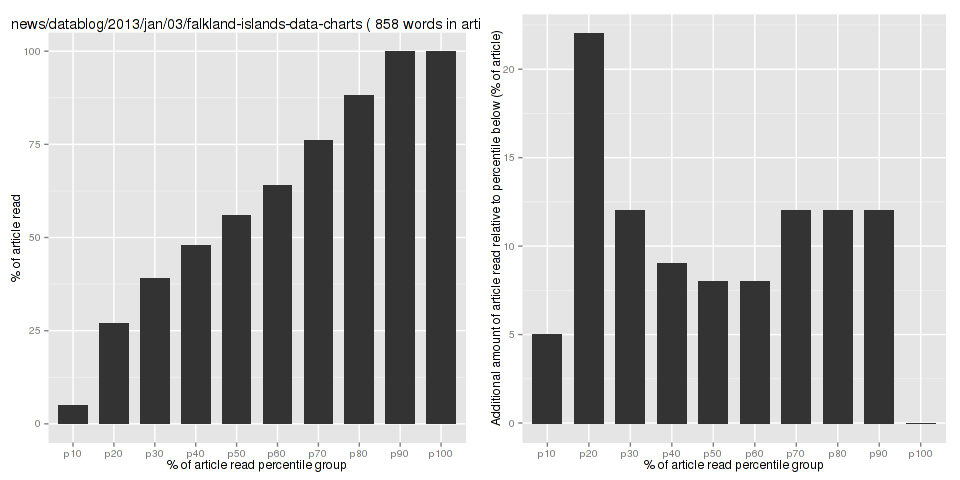 news/datablog/2013/jan/03/falkland-islands-data-charts ( 858 words in arti
% of article read
100
75
50
25
0
p10 p20 p30 p40 p50 p60 p70 p80 p90 p100
% of article read percentile group
Additional amount of article read relative to percentile below (% of article)
20
15
10
5
0
p10 p20 p30 p40 p50 p60 p70 p80 p90 p100
% of article read percentile group